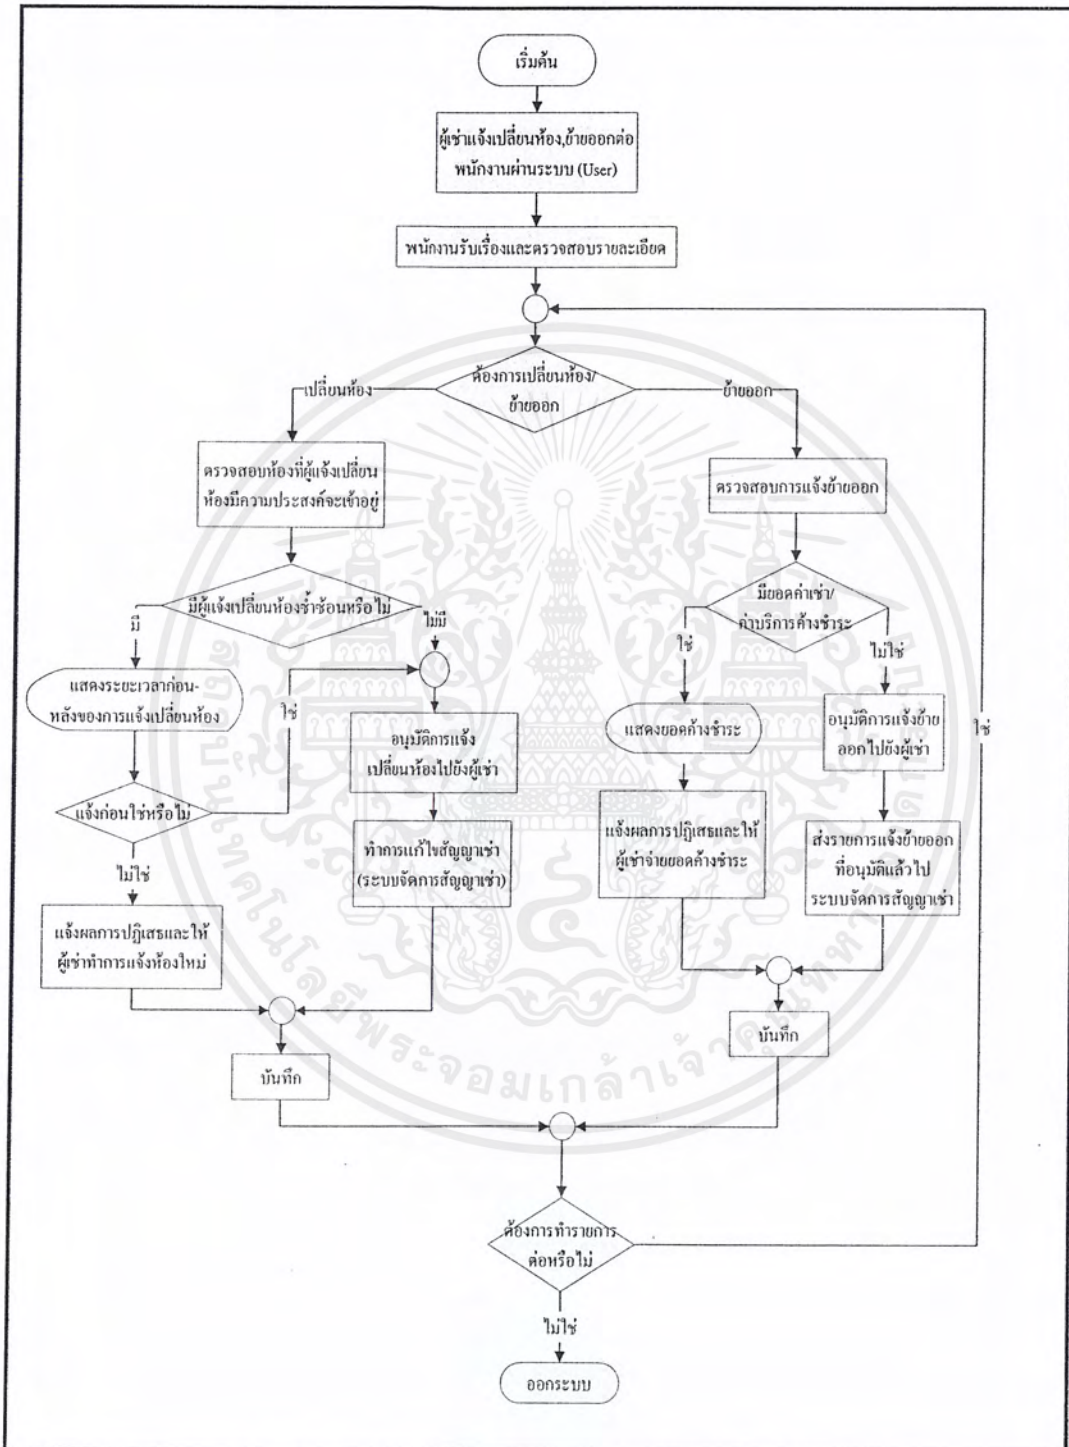 เริ่มต้น
ผู้เช่าแจ้งเปลี่ยนห้อง,ย้ายออกต่อ
พนักงานผ่านระบบ (User)
พนักงานรับเรื่องและตรวจสอบรายละเอียด
ต้องการเปลี่ยนห้อง/
ย้ายออก
เปลี่ยนห้อง
ย้ายออก
ตรวจสอบห้องที่ผู้แจ้งเปลี่ยน
ห้องมีความประสงค์จะเข้าอยู่
ตรวจสอบการแจ้งย้ายออก
มีผู้แจ้งเปลี่ยนห้องซ้ำซ้อนหรือไม่
มี
ไม่มี
มียอดค่าเช่า/
ค่าบริการค้างชำระ
ใช่
ไม่ใช่
แสดงระยะเวลาก่อน-
หลังของการแจ้งเปลี่ยนห้อง
ใช่
อนุมัติการแจ้ง
เปลี่ยนห้องไปยังผู้เช่า
แสดงยอดค้างชำระ
อนุมัติการแจ้งย้าย
ออกไปยังผู้เช่า
ใช่
แจ้งก่อนใช่หรือไม่
ไม่ใช่
ทำการแก้ไขสัญญาเช่า
(ระบบจัดการสัญญาเช่า)
แจ้งผลการปฏิเสธและให้
ผู้เช่าจ่ายยอดค้างชำระ
ส่งรายการแจ้งย้ายออก
ที่อนุมัติแล้วไป
ระบบจัดการสัญญาเช่า
แจ้งผลการปฏิเสธและให้
ผู้เช่าทำการแจ้งห้องใหม่
บันทึก
บันทึก
ต้องการทำรายการ
ต่อหรือไม่
ไม่ใช่
ออกระบบ